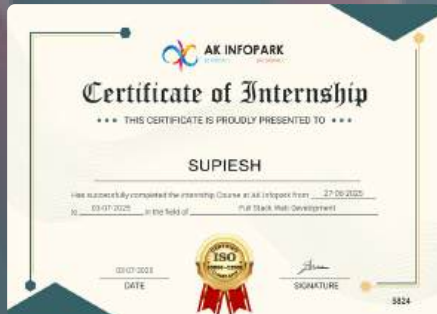 AK INFOPARK
Certificate of Internship
THIS CERTIFICATE IS PROUDLY PRESENTED TO
SUPIESH
Has successfully completed the internship Course at AK Infopark from 27-06-2025
to 03-07-2025 in the field of Full Stack Web Development
ISO
03-07-2025
DATE
SIGNATURE
5824